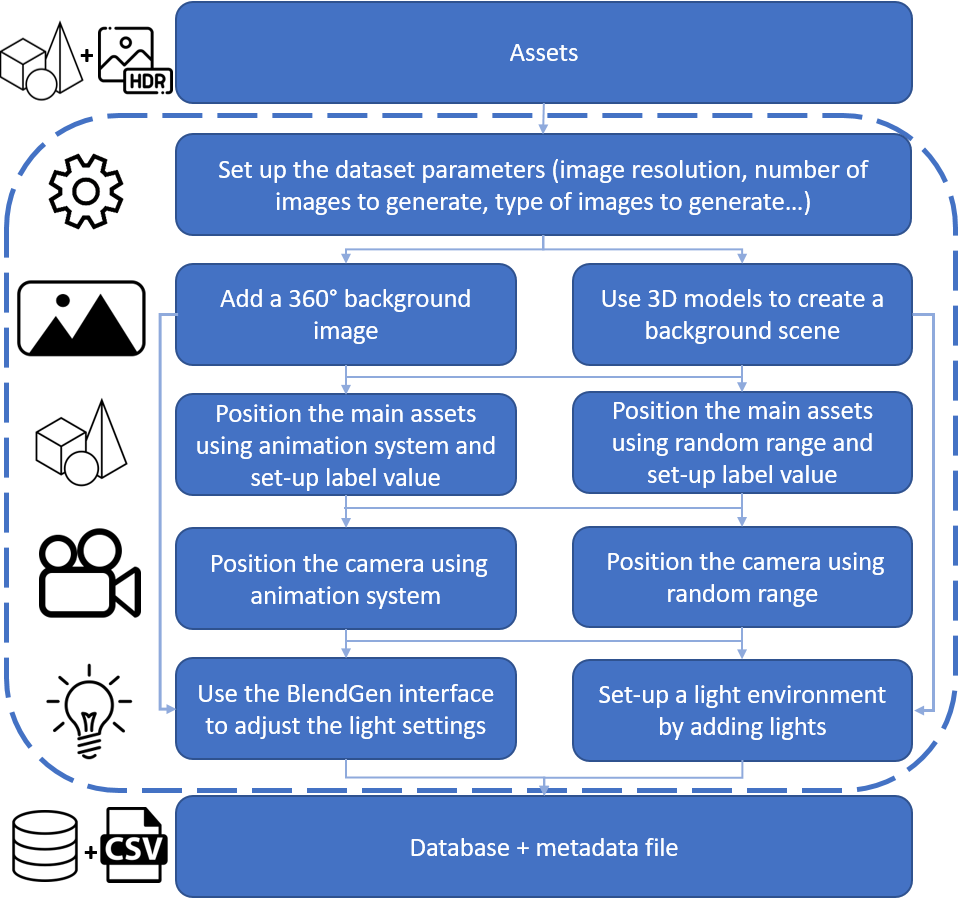 Assets
+
HDR
Set up the dataset parameters (image resolution, number of
images to generate, type of images to generate…)
Add a 360° background
image
Use 3D models to create a
background scene
Position the main assets
using animation system and
set-up label value
Position the main assets
using random range and
set-up label value
Position the camera using
animation system
Position the camera using
random range
Use the BlendGen interface
to adjust the light settings
Set-up a light environment
by adding lights
+
CSV
Database + metadata file